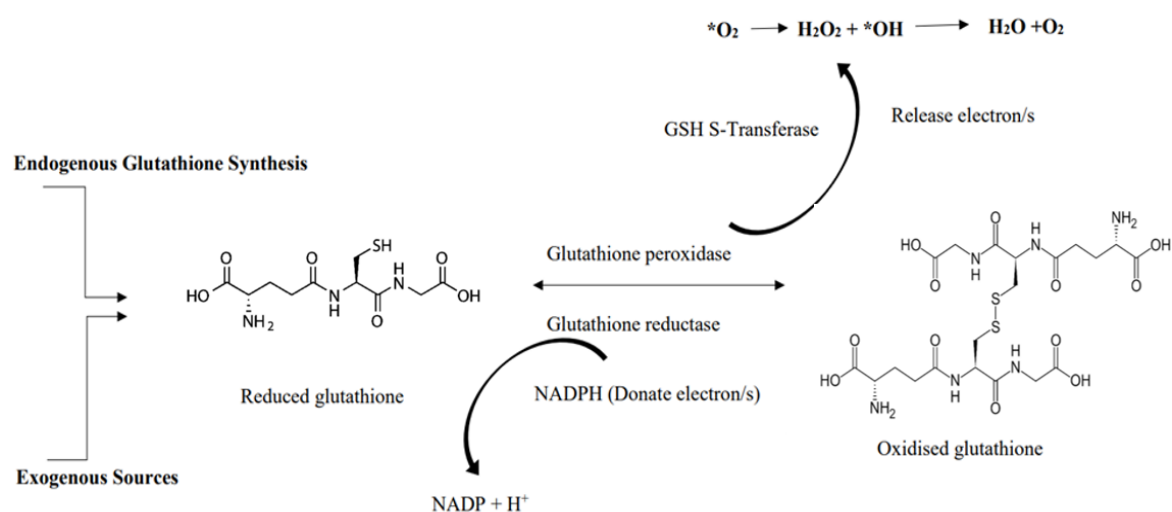 *O₂ → H₂O₂ + *OH → H₂O +O₂
GSH S-Transferase
Release electron/s
Endogenous Glutathione Synthesis
O
HO
NH₂
O
N
H
SH
O
H
N
O
OH
Reduced glutathione
Glutathione peroxidase
Glutathione reductase
NADPH (Donate electron/s)
NADP + H⁺
HO
O
N
H
O
H
N
O
NH₂
OH
O
S
S
O
HO
NH₂
O
N
H
O
H
N
O
OH
Oxidised glutathione
Exogenous Sources